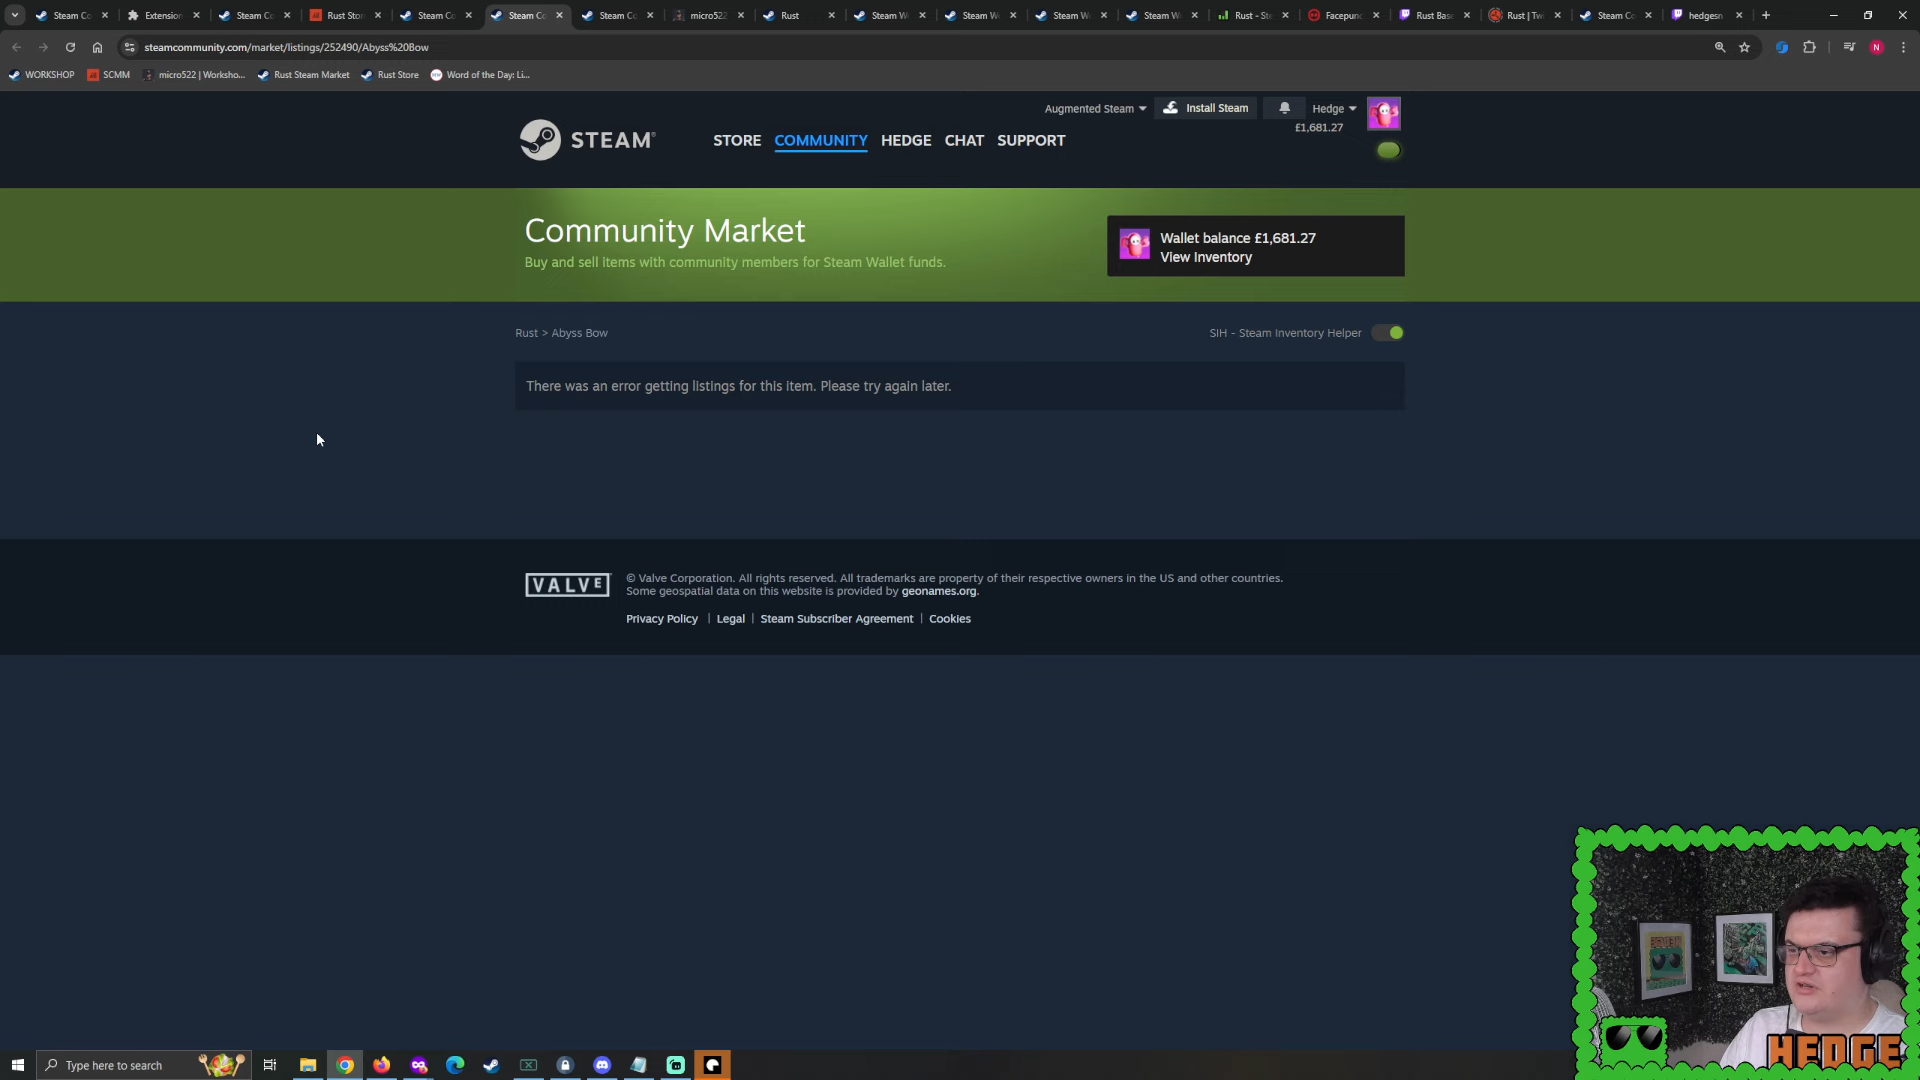 Steam Co
Extension
Steam Co
Rust Stor
Steam Co
Steam Co
Steam Co
micro522
Rust
Steam W
Steam W
Steam W
Steam W
Rust - Ste
Facepunc
Rust Base
Rust | Tw
Steam Co
hedgesn
steamcommunity.com/market/listings/252490/Abyss%20Bow
N
WORKSHOP
SCMM
micro522 | Worksho...
Rust Steam Market
Rust Store
Word of the Day: Li...
Augmented Steam
Install Steam
Hedge
£1,681.27
STEAM®
STORE
COMMUNITY
HEDGE
CHAT
SUPPORT
Community Market
Buy and sell items with community members for Steam Wallet funds.
Wallet balance £1,681.27
View Inventory
Rust > Abyss Bow
SIH - Steam Inventory Helper
There was an error getting listings for this item. Please try again later.
VALVE
© Valve Corporation. All rights reserved. All trademarks are property of their respective owners in the US and other countries.
Some geospatial data on this website is provided by geonames.org.
Privacy Policy | Legal | Steam Subscriber Agreement | Cookies
Type here to search
HEDGE